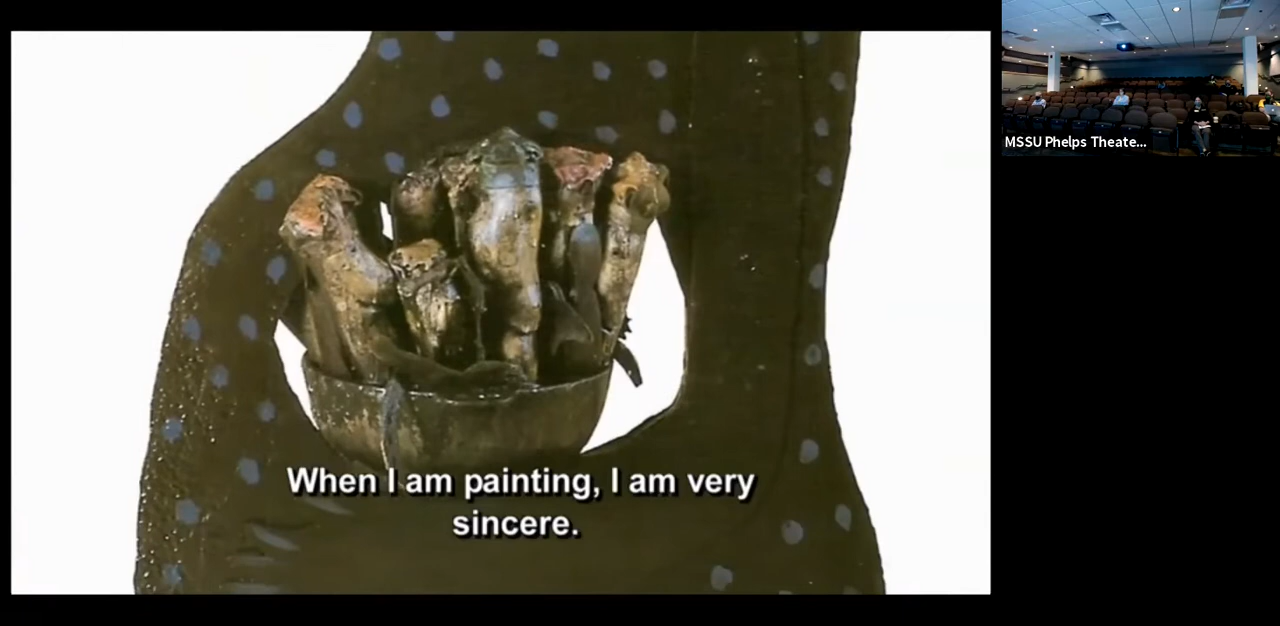 MSSU Phelps Theate...
When I am painting, I am very
sincere.